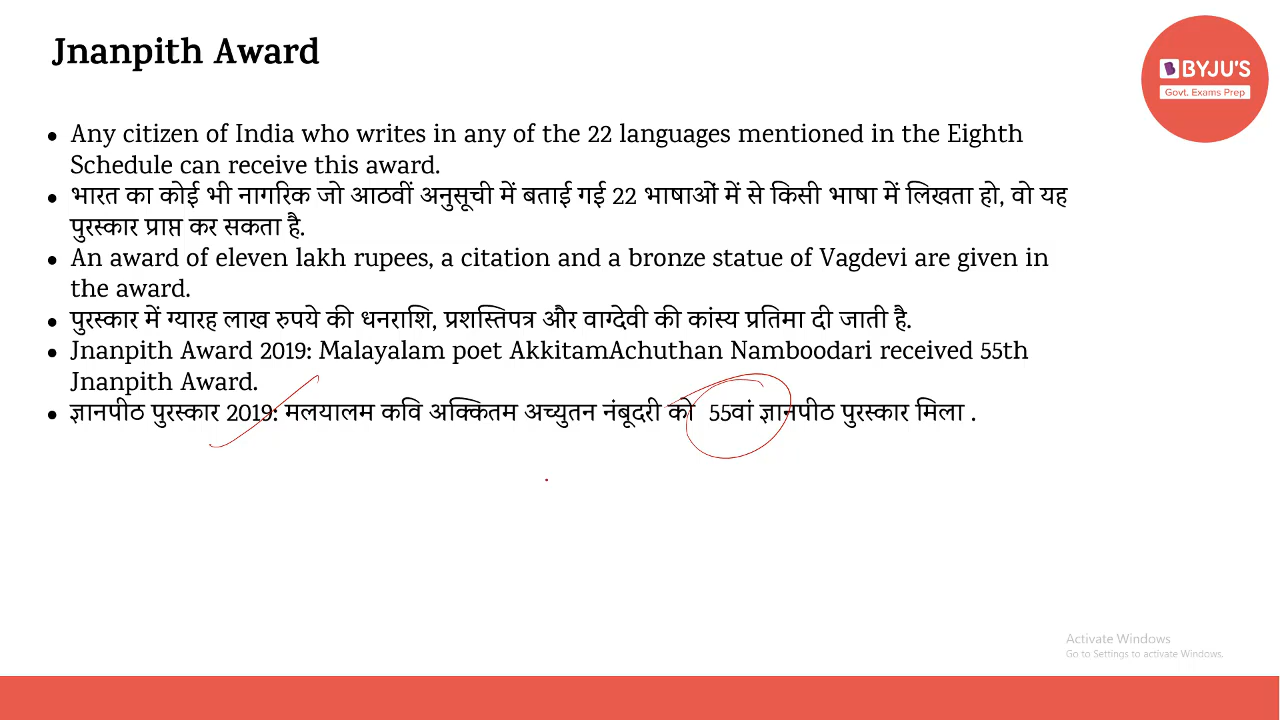 Jnanpith Award
BYJU'S
Govt. Exams Prep
• Any citizen of India who writes in any of the 22 languages mentioned in the Eighth
Schedule can receive this award.
• भारत का कोई भी नागरिक जो आठवीं अनुसूची में बताई गई 22 भाषाओं में से किसी भाषा में लिखता हो, वो यह
पुरस्कार प्राप्त कर सकता है.
• An award of eleven lakh rupees, a citation and a bronze statue of Vagdevi are given in
the award.
• पुरस्कार में ग्यारह लाख रुपये की धनराशि, प्रशस्तिपत्र और वाग्देवी की कांस्य प्रतिमा दी जाती है.
• Jnanpith Award 2019: Malayalam poet AkkitamAchuthan Namboodari received 55th
Jnanpith Award.
• ज्ञानपीठ पुरस्कार 2019: मलयालम कवि अक्कितम अच्युतन नंबूदरी को 55वां ज्ञानपीठ पुरस्कार मिला .
Activate Windows
Go to Settings to activate Windows.